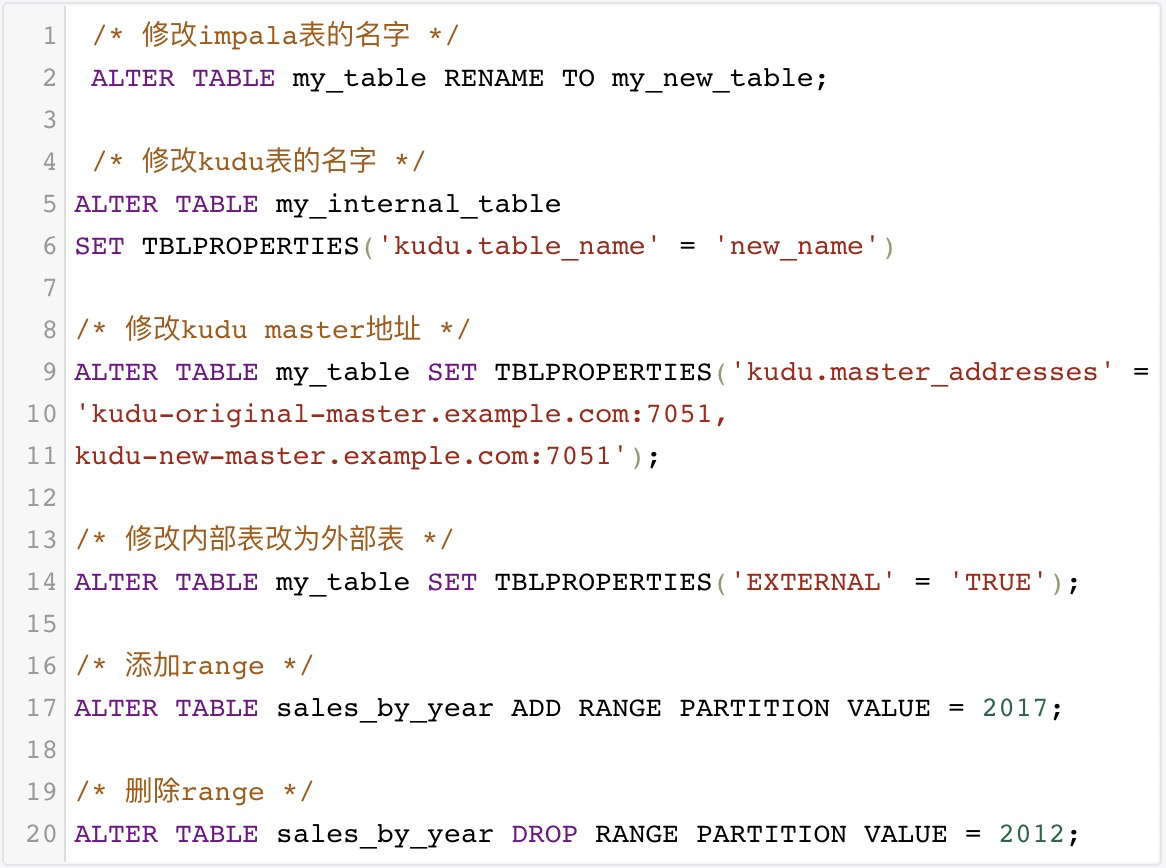 1 /* 修改impala表的名字 */
2 ALTER TABLE my_table RENAME TO my_new_table;
3
4 /* 修改kudu表的名字 */
5 ALTER TABLE my_internal_table
6 SET TBLPROPERTIES('kudu.table_name' = 'new_name')
7
8 /* 修改kudu master地址 */
9 ALTER TABLE my_table SET TBLPROPERTIES('kudu.master_addresses' =
10 'kudu-original-master.example.com:7051,
11 kudu-new-master.example.com:7051');
12
13 /* 修改内部表改为外部表 */
14 ALTER TABLE my_table SET TBLPROPERTIES('EXTERNAL' = 'TRUE');
15
16 /* 添加range */
17 ALTER TABLE sales_by_year ADD RANGE PARTITION VALUE = 2017;
18
19 /* 删除range */
20 ALTER TABLE sales_by_year DROP RANGE PARTITION VALUE = 2012;